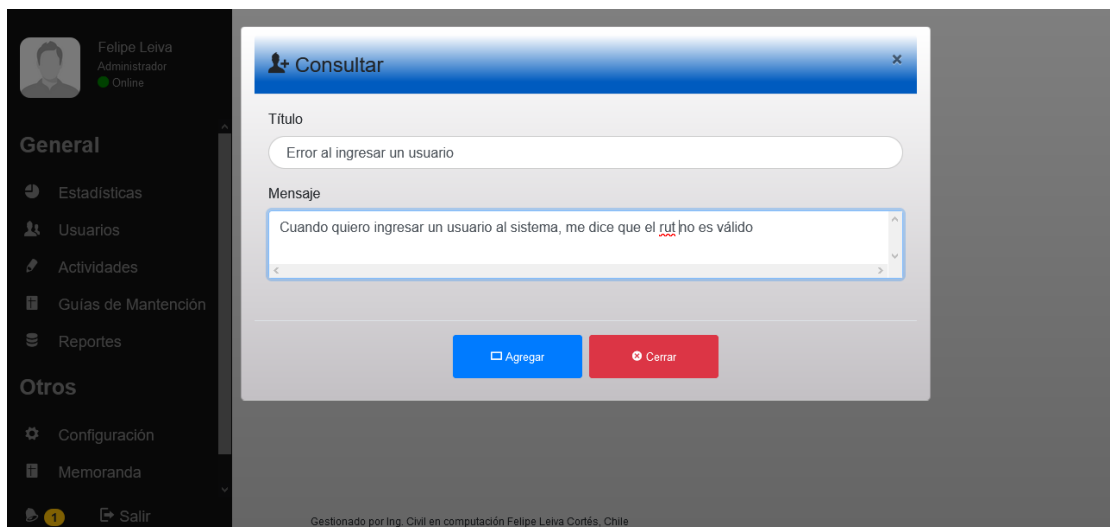 Felipe Leiva
Administrador
Online
General
Estadísticas
Usuarios
Actividades
Guías de Mantención
Reportes
Otros
Configuración
Memoranda
1
Salir
Consultar
×
Título
Error al ingresar un usuario
Mensaje
Cuando quiero ingresar un usuario al sistema, me dice que el rut no es válido
Agregar
Cerrar
Gestionado por Ing. Civil en computación Felipe Leiva Cortés, Chile